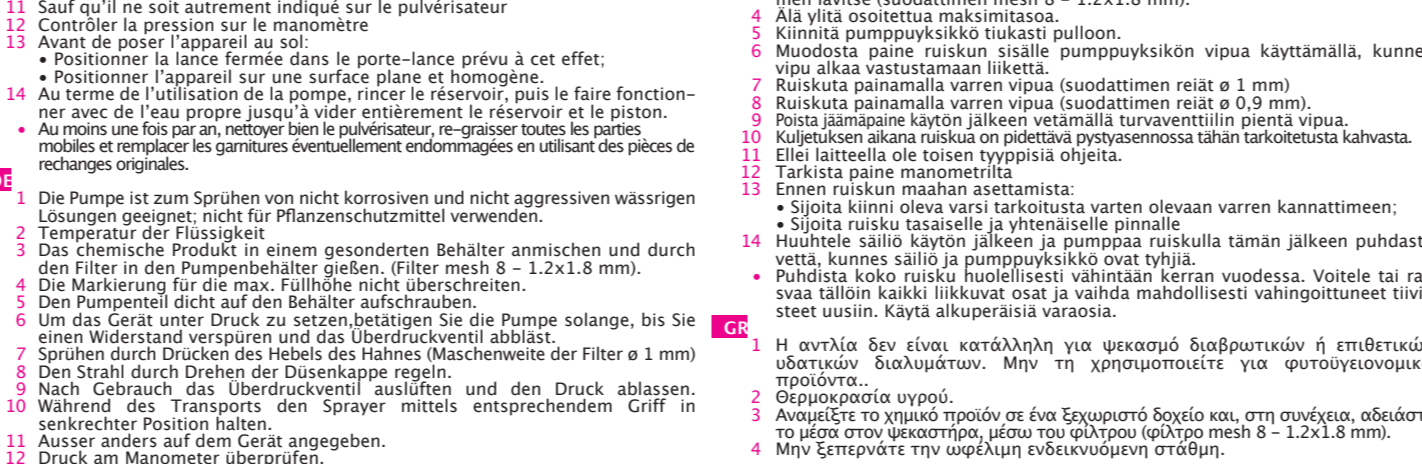 11 Sauf qu’il ne soit autrement indiqué sur le pulvérisateur
12 Contrôler la pression sur le manomètre
13 Avant de poser l’appareil au sol:
• Positionner la lance fermée dans le porte-lance prévu à cet effet;
• Positionner l’appareil sur une surface plane et homogène.
14 Au terme de l’utilisation de la pompe, rincer le réservoir, puis le faire fonction-
ner avec de l’eau propre jusqu’à vider entièrement le réservoir et le piston.
• Au moins une fois par an, nettoyer bien le pulvérisateur, re-graisser toutes les parties
mobiles et remplacer les garnitures éventuellement endommagées en utilisant des pièces de
rechanges originales.
DE
1 Die Pumpe ist zum Sprühen von nicht korrosiven und nicht aggressiven wässrigen
Lösungen geeignet; nicht für Pflanzenschutzmittel verwenden.
2 Temperatur der Flüssigkeit
3 Das chemische Produkt in einem gesonderten Behälter anmischen und durch
den Filter in den Pumpenbehälter gießen. (Filter mesh 8 – 1.2x1.8 mm).
4 Die Markierung für die max. Füllhöhe nicht überschreiten.
5 Den Pumpenteil dicht auf den Behälter aufschrauben.
6 Um das Gerät unter Druck zu setzen,betätigen Sie die Pumpe solange, bis Sie
einen Widerstand verspüren und das Überdruckventil abbläst.
7 Sprühen durch Drücken des Hebels des Hahnes (Maschenweite der Filter ø 1 mm)
8 Den Strahl durch Drehen der Düsenkappe regeln.
9 Nach Gebrauch das Überdruckventil auslüften und den Druck ablassen.
10 Während des Transports den Sprayer mittels entsprechendem Griff in
senkrechter Position halten.
11 Ausser anders auf dem Gerät angegeben.
12 Druck am Manometer überprüfen.
men lävitse (suodattimen mesh 8 – 1.2x1.8 mm).
4 Älä ylitä osoitettua maksimitasoa.
5 Kiinnitä pumppuyksikkö tiukasti pulloon.
6 Muodosta paine ruiskun sisälle pumppuyksikön vipua käyttämällä, kunne
vipu alkaa vastustamaan liikettä.
7 Ruiskuta painamalla varren vipua (suodattimen reiät ø 1 mm)
8 Ruiskuta painamalla varren vipua (suodattimen reiät ø 0,9 mm).
9 Poista jäämäpaine käytön jälkeen vetämällä turvaventtiilin pientä vipua.
10 Kuljetuksen aikana ruiskua on pidettävä pystyasennossa tähän tarkoitetusta kahvasta.
11 Ellei laitteella ole toisen tyyppisiä ohjeita.
12 Tarkista paine manometrilta
13 Ennen ruiskun maahan asettamista:
• Sijoita kiinni oleva varsi tarkoitusta varten olevaan varren kannattimeen;
• Sijoita ruisku tasaiselle ja yhtenäiselle pinnalle
14 Huuhtele säiliö käytön jälkeen ja pumppaa ruiskulla tämän jälkeen puhdast
vettä, kunnes säiliö ja pumppuyksikkö ovat tyhjiä.
• Puhdista koko ruisku huolellisesti vähintään kerran vuodessa. Voitele tai ra
svaa tällöin kaikki liikkuvat osat ja vaihda mahdollisesti vahingoittuneet tiivi
steet uusiin. Käytä alkuperäisiä varaosia.
GR
1 Η αντλία δεν είναι κατάλληλη για ψεκασμό διαβρωτικών ή επιθετικώ
υδατικών διαλυμάτων. Μην τη χρησιμοποιείτε για φυτοϋγειονομικ
προϊόντα..
2 Θερμοκρασία υγρού.
3 Αναμείξτε το χημικό προϊόν σε ένα ξεχωριστό δοχείο και, στη συνέχεια, αδειάστ
το μέσα στον ψεκαστήρα, μέσω του φίλτρου (φίλτρο mesh 8 – 1.2x1.8 mm).
4 Μην ξεπερνάτε την ωφέλιμη ενδεικνυόμενη στάθμη.